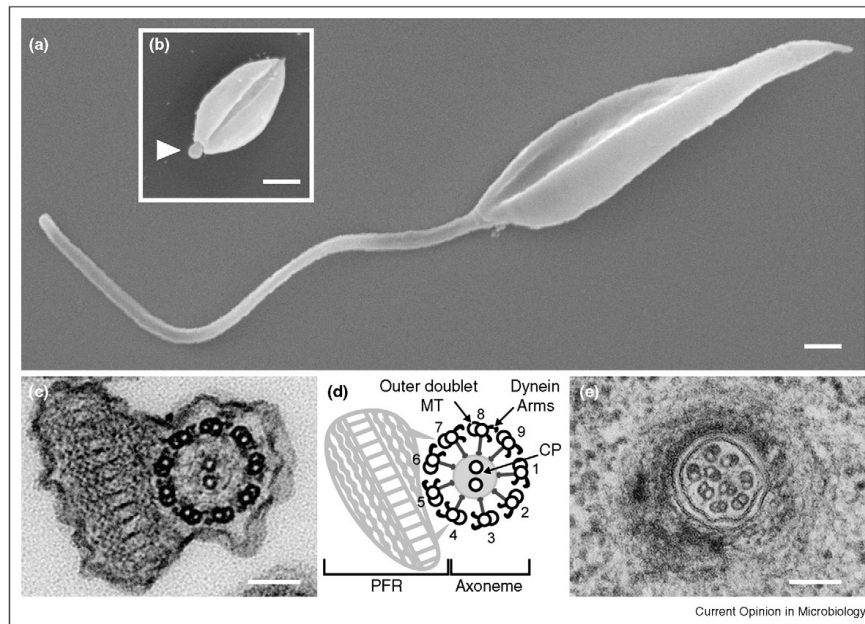 (a)
(b)
(c)
(d)
Outer doublet
MT
Dynein
Arms
8
7
9
CP
6
1
5
2
4
3
PFR
Axoneme
(e)
Current Opinion in Microbiology